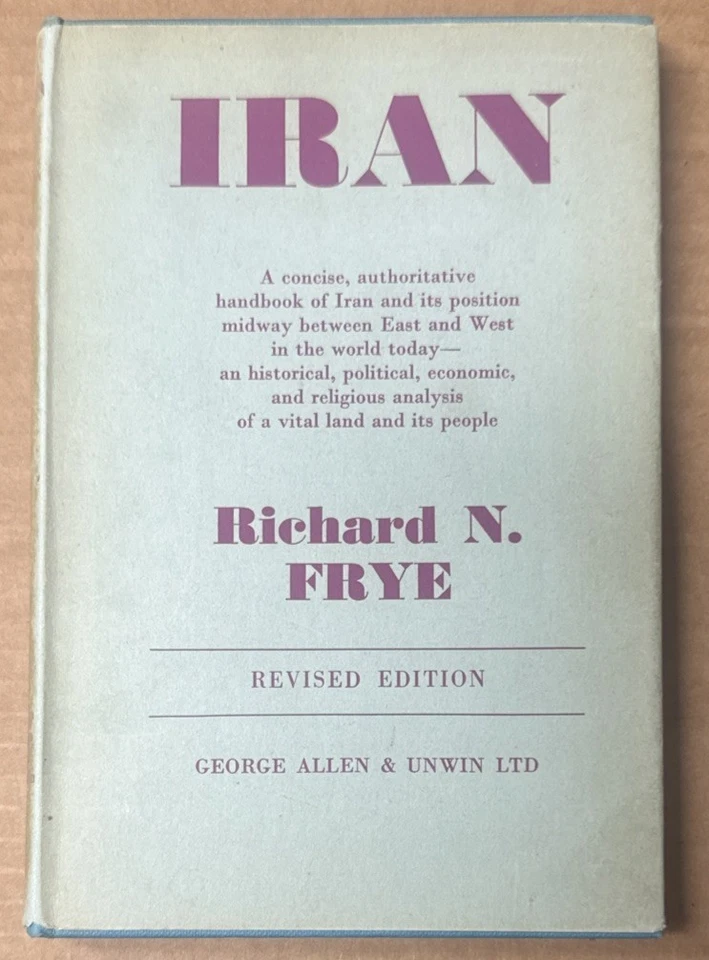 IRAN
A concise, authoritative
handbook of Iran and its position
midway between East and West
in the world today—
an historical, political, economic,
and religious analysis
of a vital land and its people
Richard N.
FRYE
REVISED EDITION
GEORGE ALLEN & UNWIN LTD